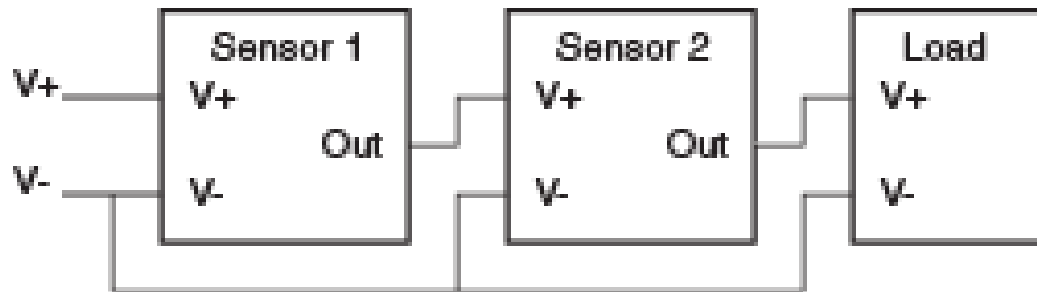 Sensor 1
Sensor 2
Load
V+
V+
V+
V+
Out
Out
V-
V-
V-
V-